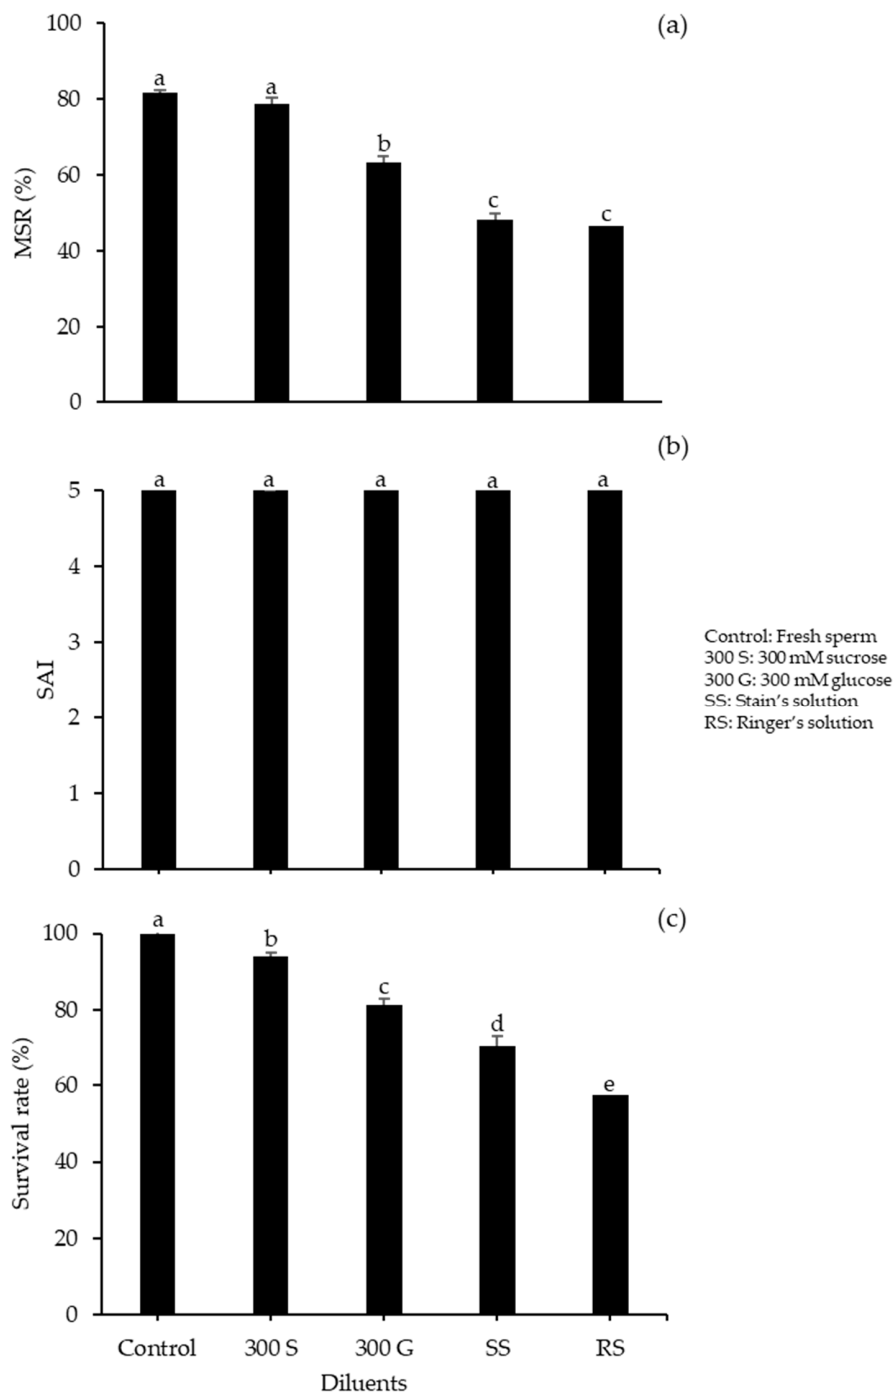 (a)
100
80
60
40
20
0
MSR (%)
a
a
b
c
c
(b)
5
4
3
2
1
0
SAI
a
a
a
a
a
Control: Fresh sperm
300 S: 300 mM sucrose
300 G: 300 mM glucose
SS: Stain's solution
RS: Ringer's solution
(c)
100
80
60
40
20
0
Survival rate (%)
a
b
c
d
e
Control 300 S 300 G SS RS
Diluents